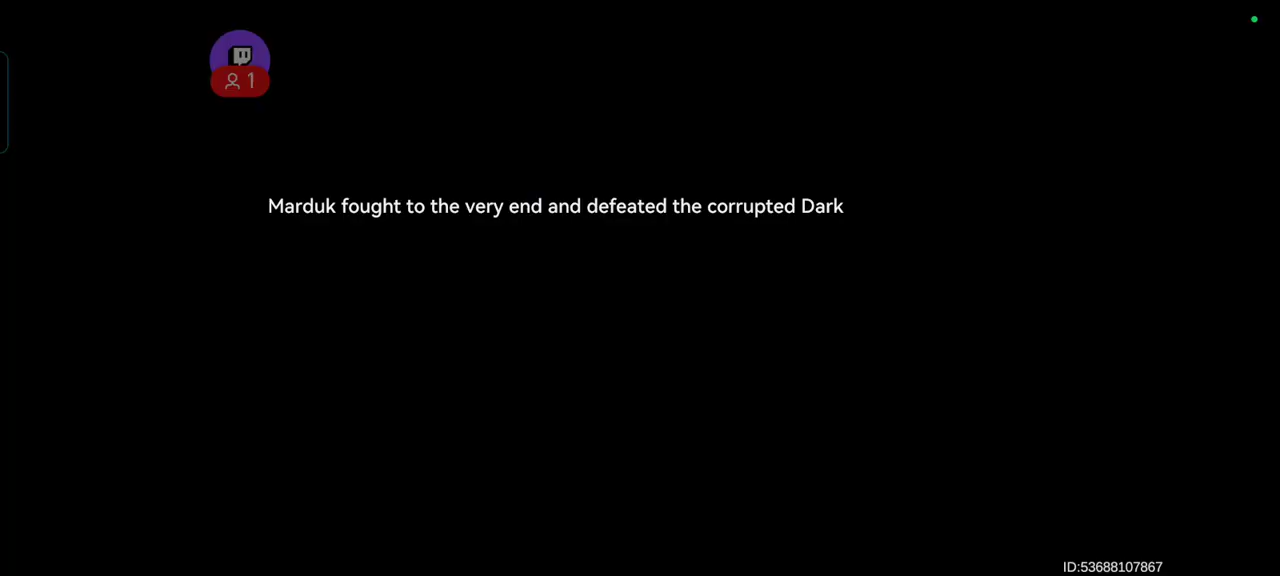 1
Marduk fought to the very end and defeated the corrupted Dark
ID:53688107867